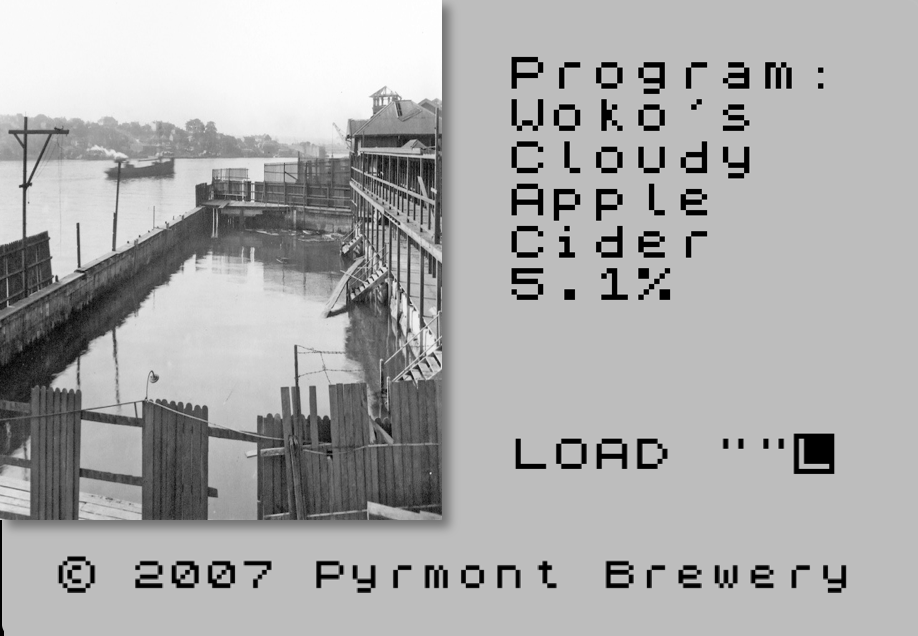 Program:
Woko's
Cloudy
Apple
Cider
5.1%
LOAD ""L
© 2007 Pyrmont Brewery